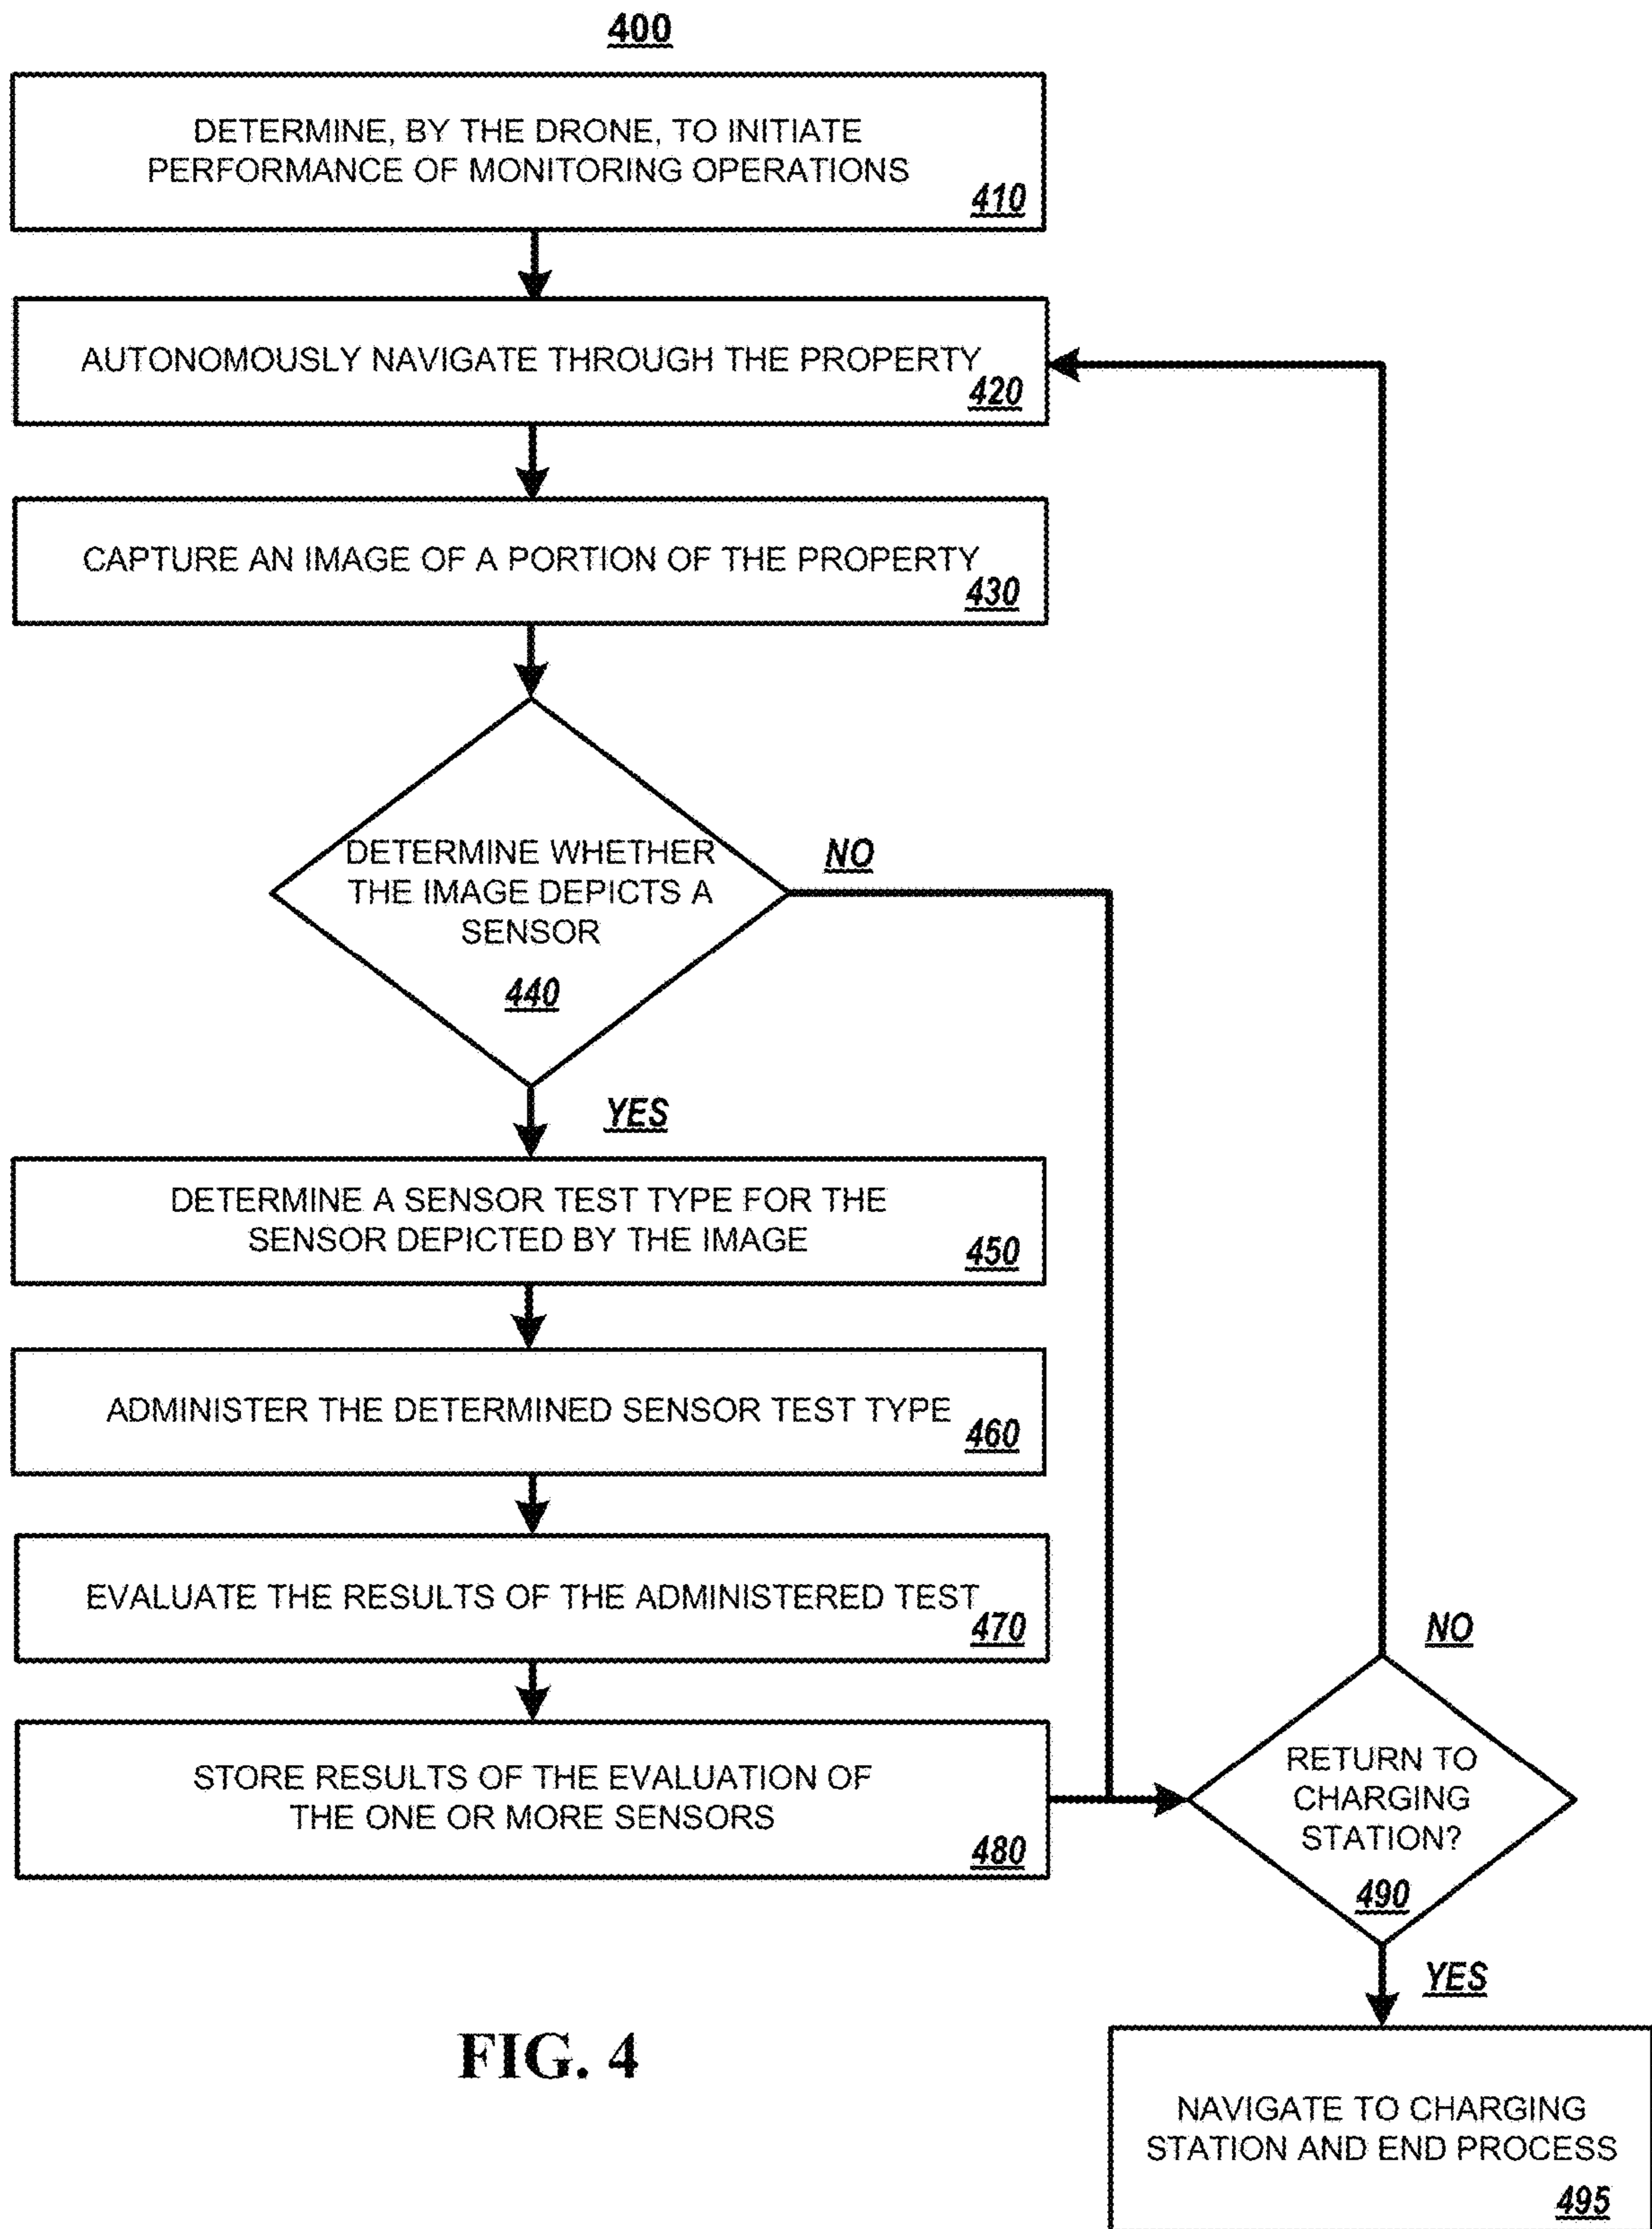 400
DETERMINE, BY THE DRONE, TO INITIATE
PERFORMANCE OF MONITORING OPERATIONS
410
AUTONOMOUSLY NAVIGATE THROUGH THE PROPERTY
420
CAPTURE AN IMAGE OF A PORTION OF THE PROPERTY
430
DETERMINE WHETHER
THE IMAGE DEPICTS A
SENSOR
440
NO
YES
DETERMINE A SENSOR TEST TYPE FOR THE
SENSOR DEPICTED BY THE IMAGE
450
ADMINISTER THE DETERMINED SENSOR TEST TYPE
460
EVALUATE THE RESULTS OF THE ADMINISTERED TEST
470
STORE RESULTS OF THE EVALUATION OF
THE ONE OR MORE SENSORS
480
NO
RETURN TO
CHARGING
STATION?
490
YES
NAVIGATE TO CHARGING
STATION AND END PROCESS
495
FIG. 4